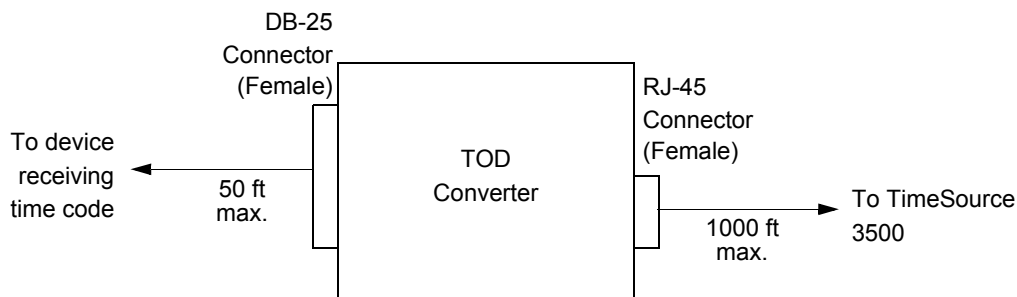 DB-25
Connector
(Female)
To device
receiving
time code
50 ft
max.
TOD
Converter
RJ-45
Connector
(Female)
1000 ft
max.
To TimeSource
3500